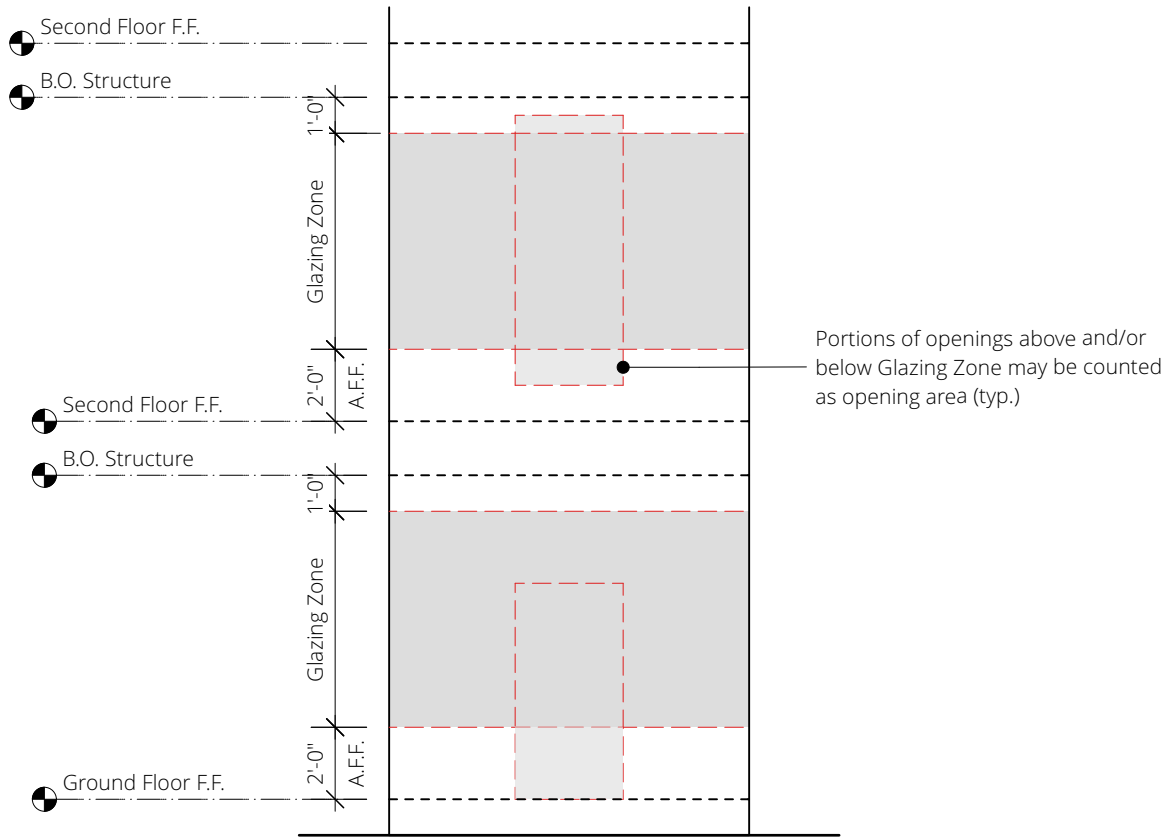 Second Floor F.F.
B.O. Structure
1'-0"
Glazing Zone
Portions of openings above and/or
below Glazing Zone may be counted
as opening area (typ.)
2'-0"
A.F.F.
Second Floor F.F.
B.O. Structure
1'-0"
Glazing Zone
2'-0"
A.F.F.
Ground Floor F.F.